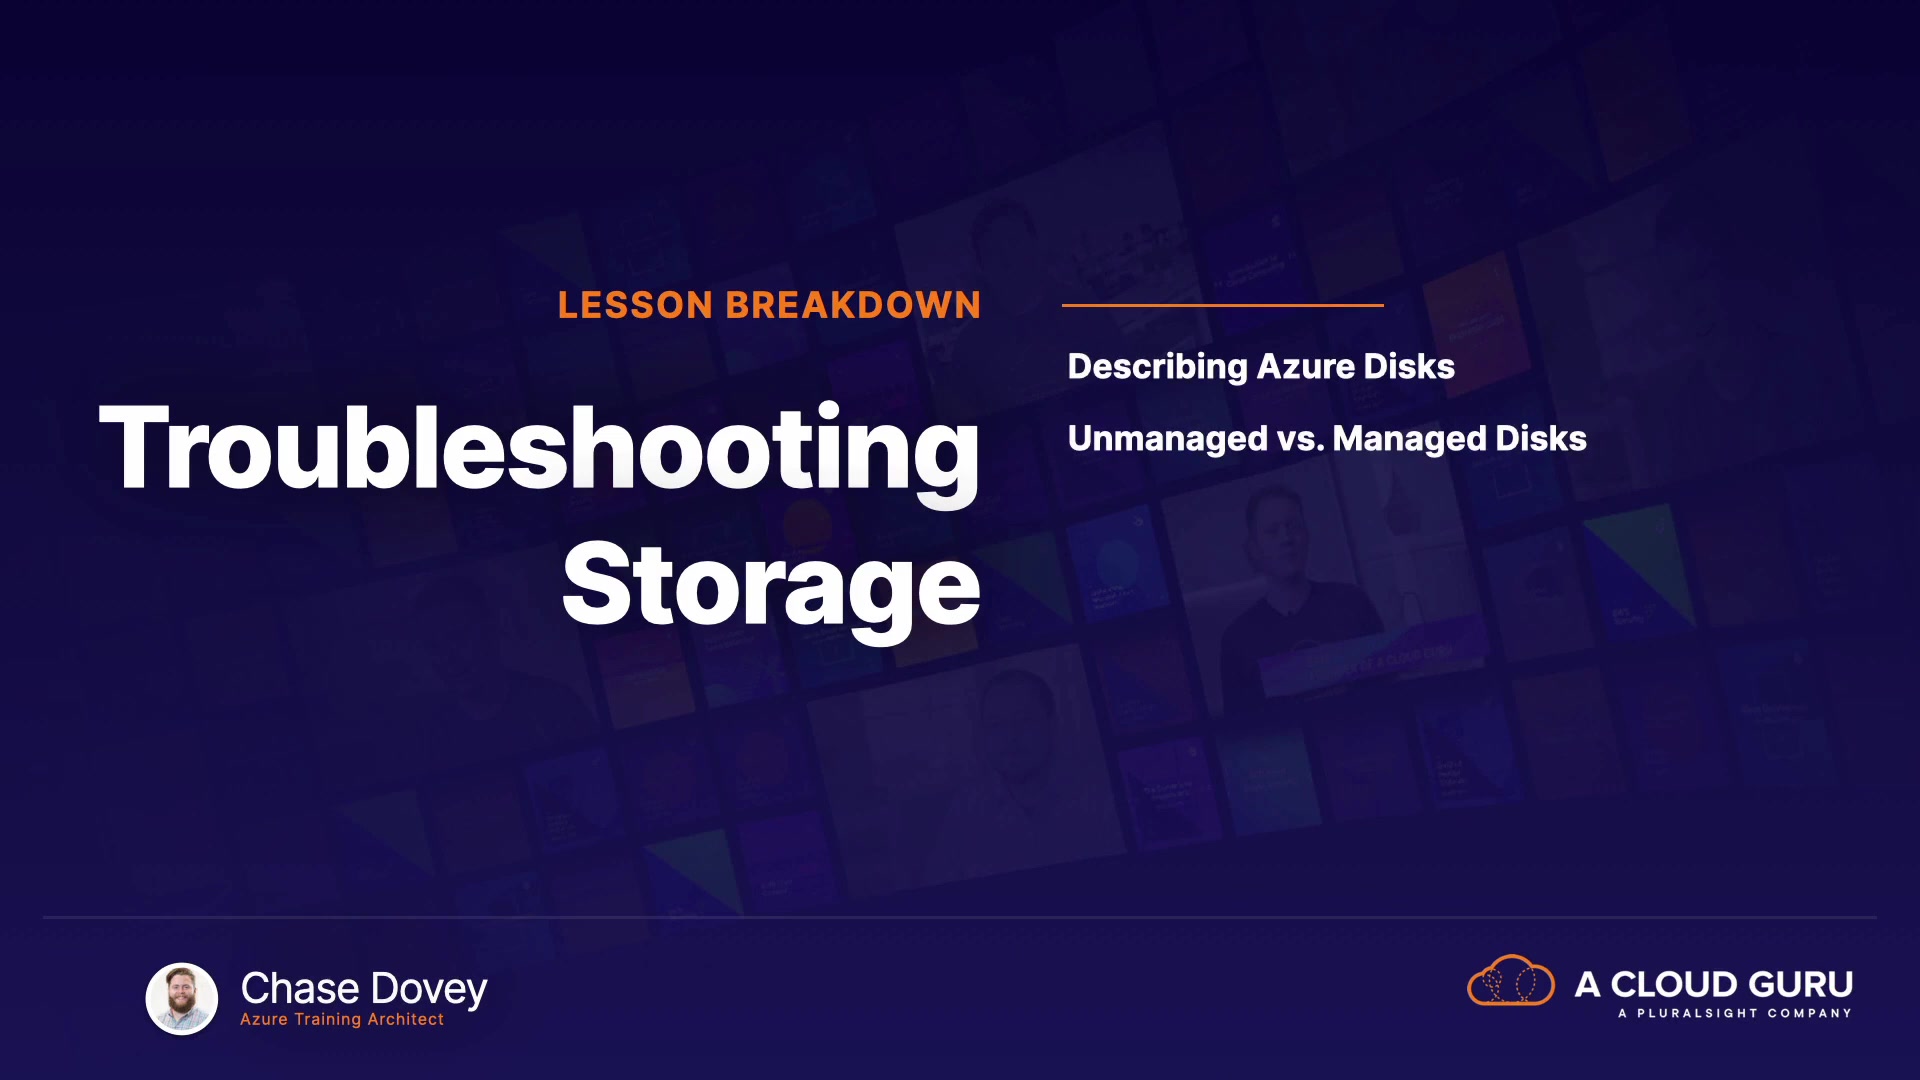 LESSON BREAKDOWN
Troubleshooting
Storage
Describing Azure Disks
Unmanaged vs. Managed Disks
Chase Dovey
Azure Training Architect
A CLOUD GURU
A PLURALSIGHT COMPANY